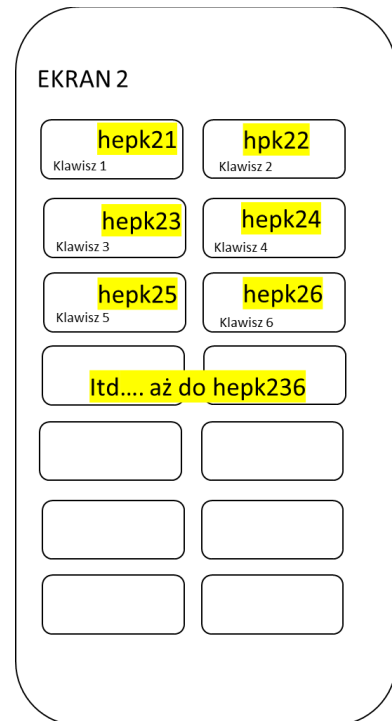 EKRAN 2
hepk21 hpk22
Klawisz 1 Klawisz 2
hepk23 hepk24
Klawisz 3 Klawisz 4
hepk25 hepk26
Klawisz 5 Klawisz 6
Itd.... aż do hepk236